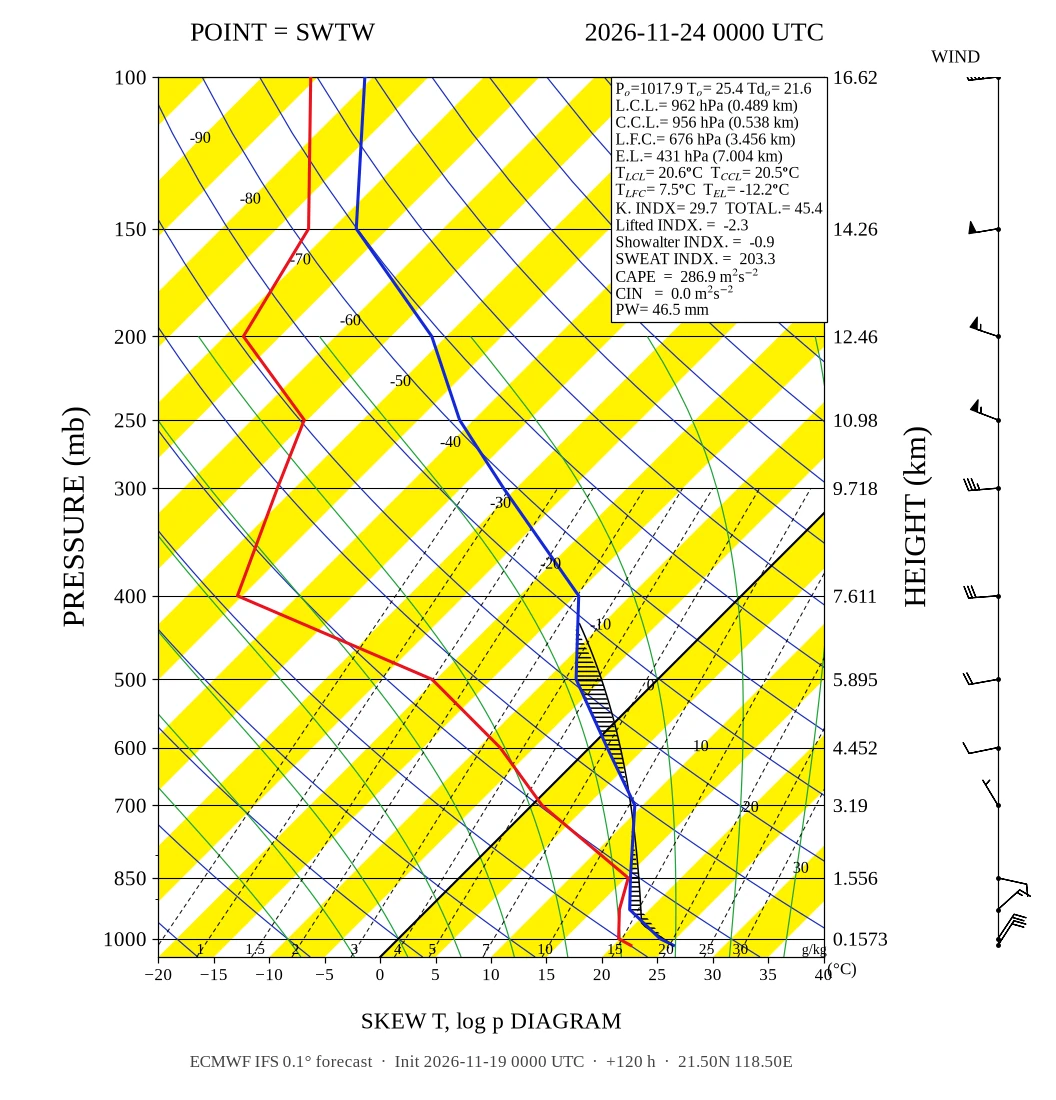 POINT = SWTW
2026-11-24 0000 UTC
WIND
100
16.62
Pₒ=1017.9 Tₒ= 25.4 Tdₒ= 21.6
L.C.L.= 962 hPa (0.489 km)
C.C.L.= 956 hPa (0.538 km)
L.F.C.= 676 hPa (3.456 km)
E.L.= 431 hPa (7.004 km)
T_LCL= 20.6°C T_CCL= 20.5°C
T_LFC= 7.5°C T_EL= -12.2°C
K. INDX= 29.7 TOTAL.= 45.4
Lifted INDX. = -2.3
Showalter INDX. = -0.9
SWEAT INDX. = 203.3
CAPE = 286.9 m²s⁻²
CIN = 0.0 m²s⁻²
PW= 46.5 mm
-90
-80
150
14.26
-70
-60
200
12.46
-50
250
10.98
-40
300
9.718
-30
-20
400
7.611
-10
500
5.895
0
600
4.452
10
700
3.19
20
850
1.556
30
1000
0.1573
1 1.5 2 3 4 5 7 10 15 20 25 30 g/kg
−20 −15 −10 −5 0 5 10 15 20 25 30 35 40 (°C)
PRESSURE (mb)
HEIGHT (km)
SKEW T, log p DIAGRAM
ECMWF IFS 0.1° forecast · Init 2026-11-19 0000 UTC · +120 h · 21.50N 118.50E